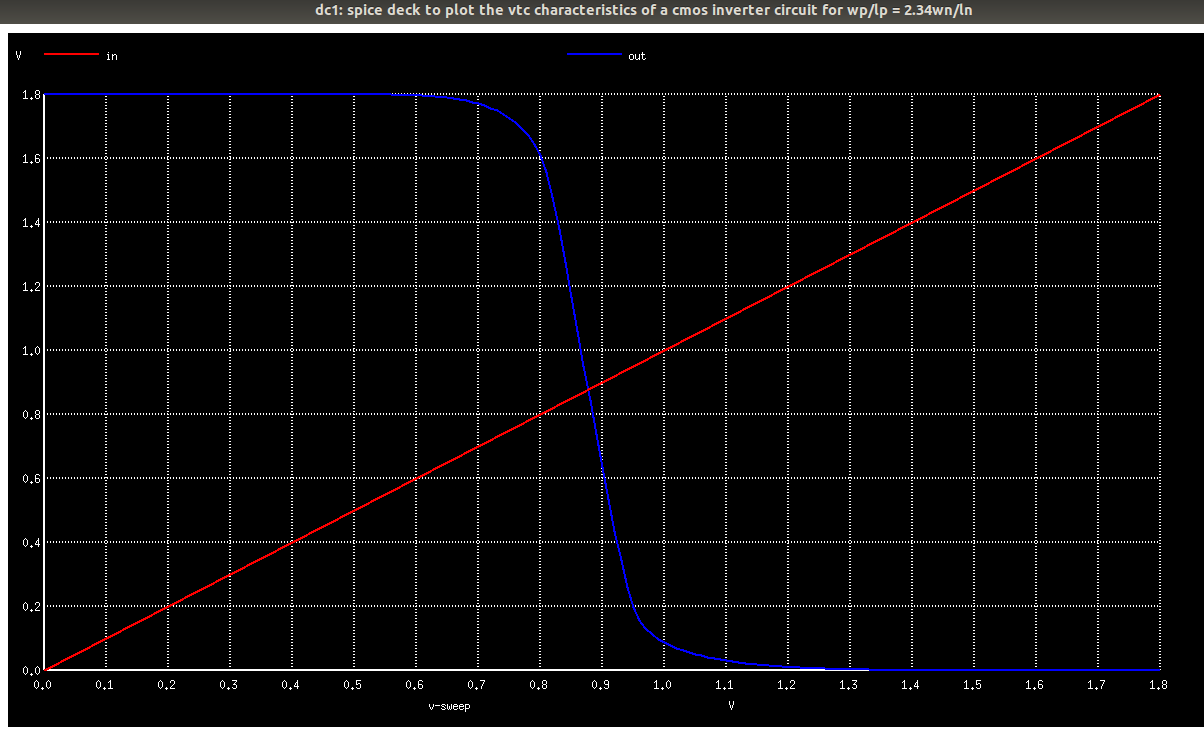 dc1: spice deck to plot the vtc characteristics of a cmos inverter circuit for wp/lp = 2.34wn/ln
V in out
1.8
1.6
1.4
1.2
1.0
0.8
0.6
0.4
0.2
0.0
0.0 0.1 0.2 0.3 0.4 0.5 0.6 0.7 0.8 0.9 1.0 1.1 1.2 1.3 1.4 1.5 1.6 1.7 1.8
v-sweep V